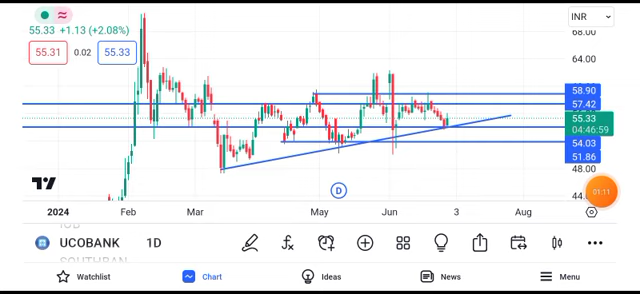 INR
55.33 +1.13 (+2.08%)
68.00
55.31 0.02 55.33
64.00
58.90
57.42
55.33
04:46:59
54.03
51.86
48.00
D
01:11
2024 Feb Mar May Jun 3 Aug
UCOBANK 1D
Watchlist Chart Ideas News Menu